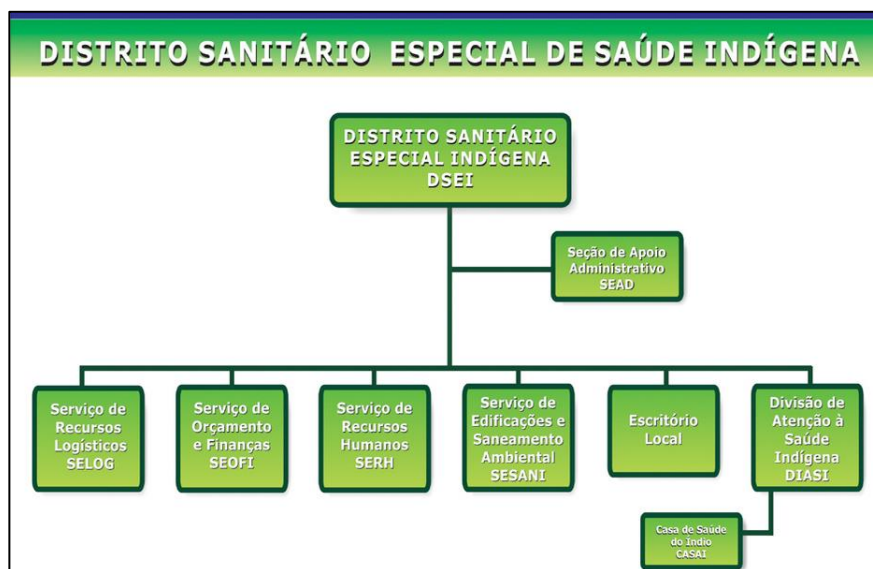 DISTRITO SANITÁRIO ESPECIAL DE SAÚDE INDÍGENA
DISTRITO SANITÁRIO
ESPECIAL INDÍGENA
DSEI
Seção de Apoio
Administrativo
SEAD
Serviço de
Recursos
Logísticos
SELOG
Serviço de
Orçamento
e Finanças
SEOFI
Serviço de
Recursos
Humanos
SERH
Serviço de
Edificações e
Saneamento
Ambiental
SESANI
Escritório
Local
Divisão de
Atenção à
Saúde
Indígena
DIASI
Casa de Saúde
do Índio
CASAI